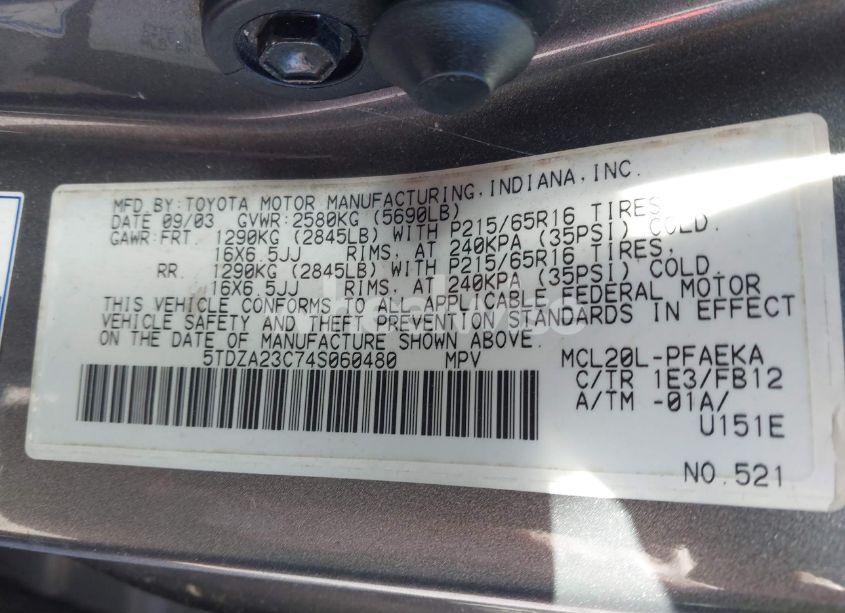 MFD.BY:TOYOTA MOTOR MANUFACTURING,INDIANA,INC.
DATE 09/03 GVWR:2580KG (5690LB)
GAWR:FRT. 1290KG (2845LB) WITH P215/65R16 TIRES,
16X6.5JJ RIMS, AT 240KPA (35PSI) COLD.
RR. 1290KG (2845LB) WITH P215/65R16 TIRES,
16X6.5JJ RIMS, AT 240KPA (35PSI) COLD.
THIS VEHICLE CONFORMS TO ALL APPLICABLE FEDERAL MOTOR
VEHICLE SAFETY AND THEFT PREVENTION STANDARDS IN EFFECT
ON THE DATE OF MANUFACTURE SHOWN ABOVE.
5TDZA23C74S060480 MPV MCL20L-PFAEKA
C/TR 1E3/FB12
A/TM -01A/
U151E
NO.521